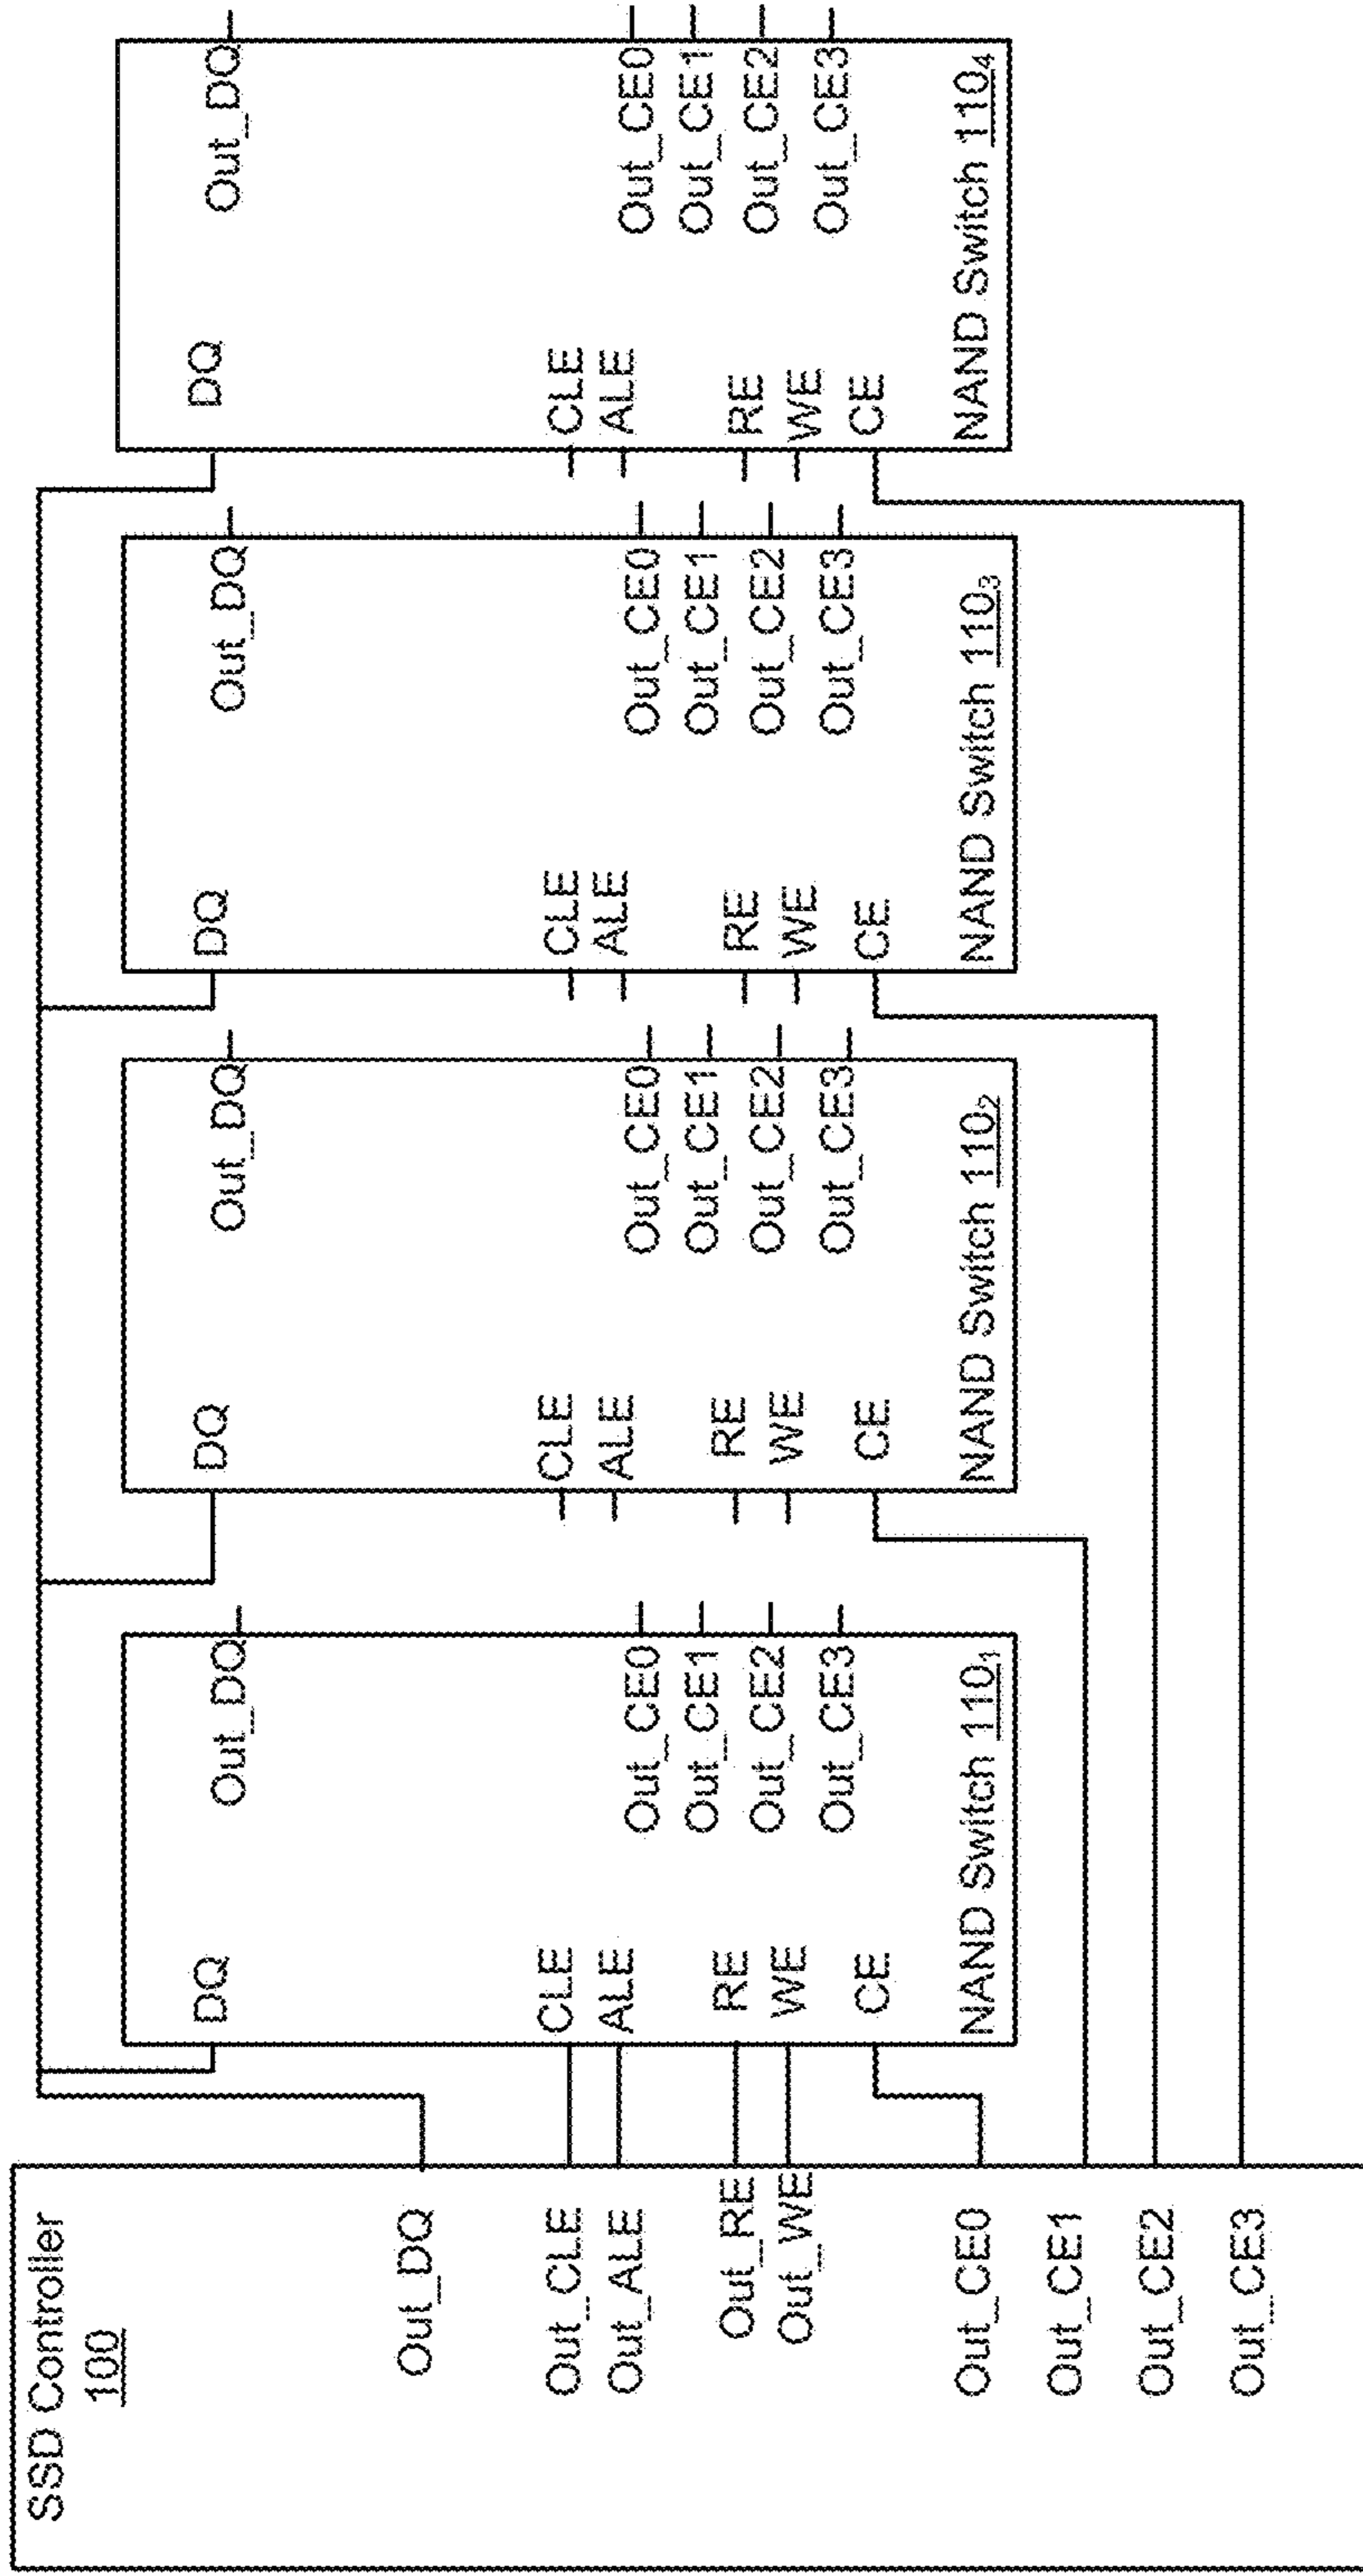 SSD Controller
100
Out_DQ
Out_CLE
Out_ALE
Out_RE
Out_WE
Out_CE0
Out_CE1
Out_CE2
Out_CE3
DQ
Out_DQ
CLE
ALE
RE
WE
CE
Out_CE0
Out_CE1
Out_CE2
Out_CE3
NAND Switch 110₁
DQ
Out_DQ
CLE
ALE
RE
WE
CE
Out_CE0
Out_CE1
Out_CE2
Out_CE3
NAND Switch 110₂
DQ
Out_DQ
CLE
ALE
RE
WE
CE
Out_CE0
Out_CE1
Out_CE2
Out_CE3
NAND Switch 110₃
DQ
Out_DQ
CLE
ALE
RE
WE
CE
Out_CE0
Out_CE1
Out_CE2
Out_CE3
NAND Switch 110₄